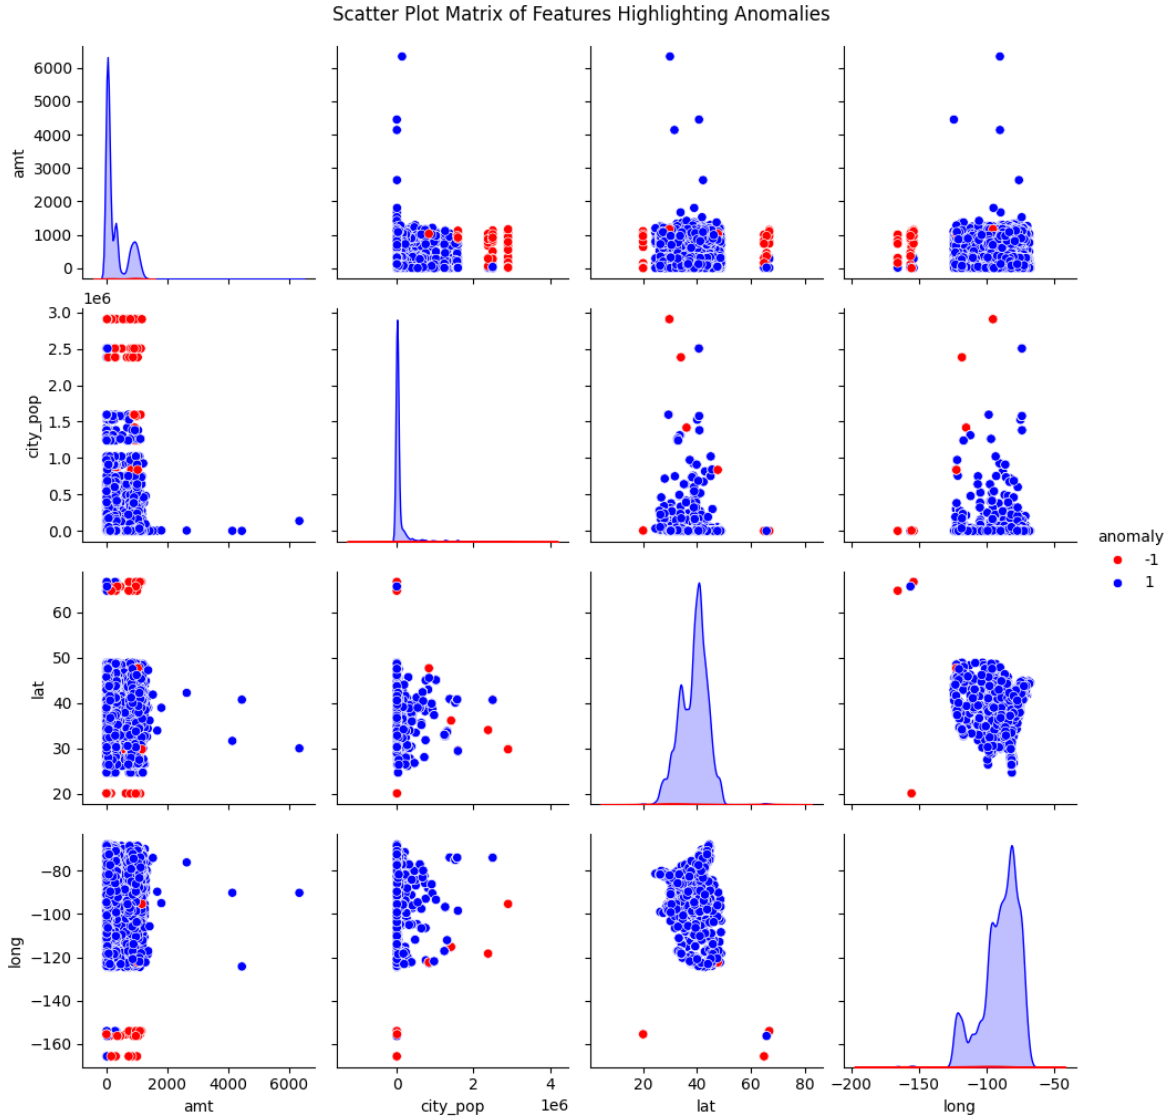 Scatter Plot Matrix of Features Highlighting Anomalies
amt
6000
5000
4000
3000
2000
1000
0
1e6
city_pop
3.0
2.5
2.0
1.5
1.0
0.5
0.0
anomaly
-1
1
lat
60
50
40
30
20
long
−80
−100
−120
−140
−160
0 2000 4000 6000
amt
0 2 4
1e6
city_pop
20 40 60 80
lat
−200 −150 −100 −50
long